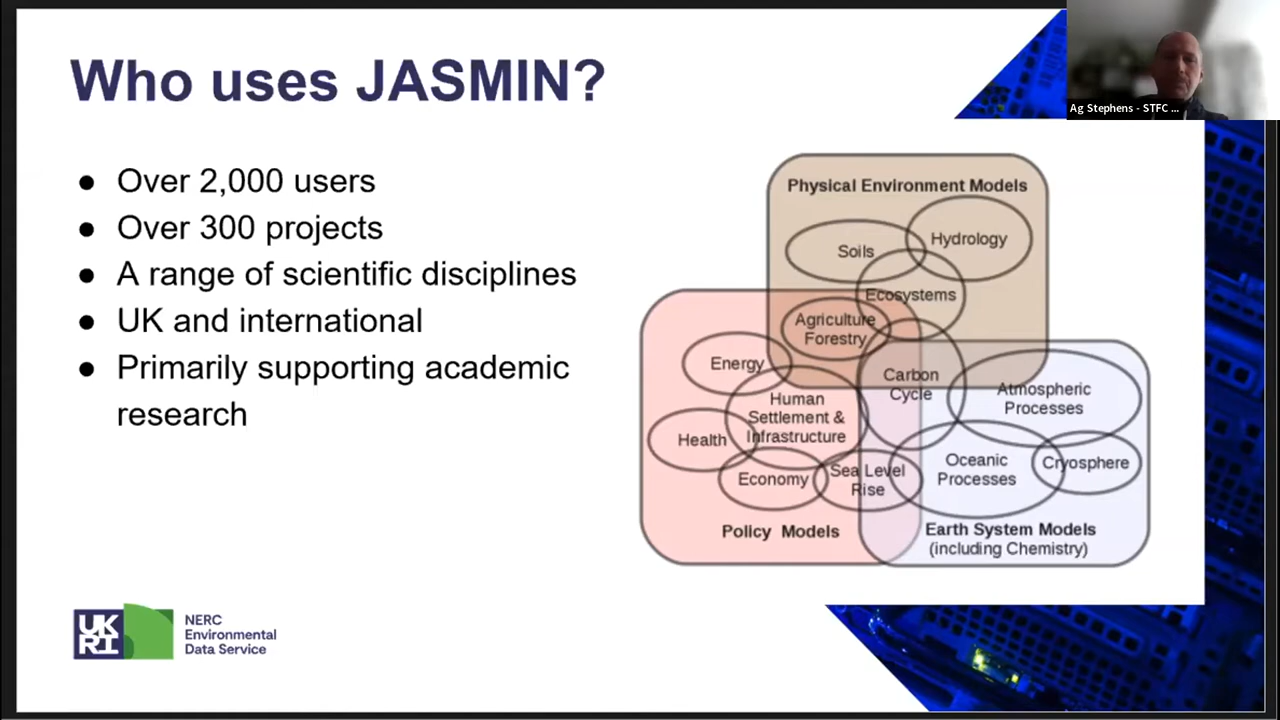 Who uses JASMIN?
Ag Stephens - STFC ...
● Over 2,000 users
● Over 300 projects
● A range of scientific disciplines
● UK and international
● Primarily supporting academic
research
Physical Environment Models
Hydrology
Soils
Ecosystems
Agriculture
Forestry
Energy
Carbon
Cycle
Atmospheric
Processes
Human
Settlement &
Infrastructure
Health
Economy
Sea Level
Rise
Oceanic
Processes
Cryosphere
Policy Models
Earth System Models
(including Chemistry)
UK
RI
NERC
Environmental
Data Service